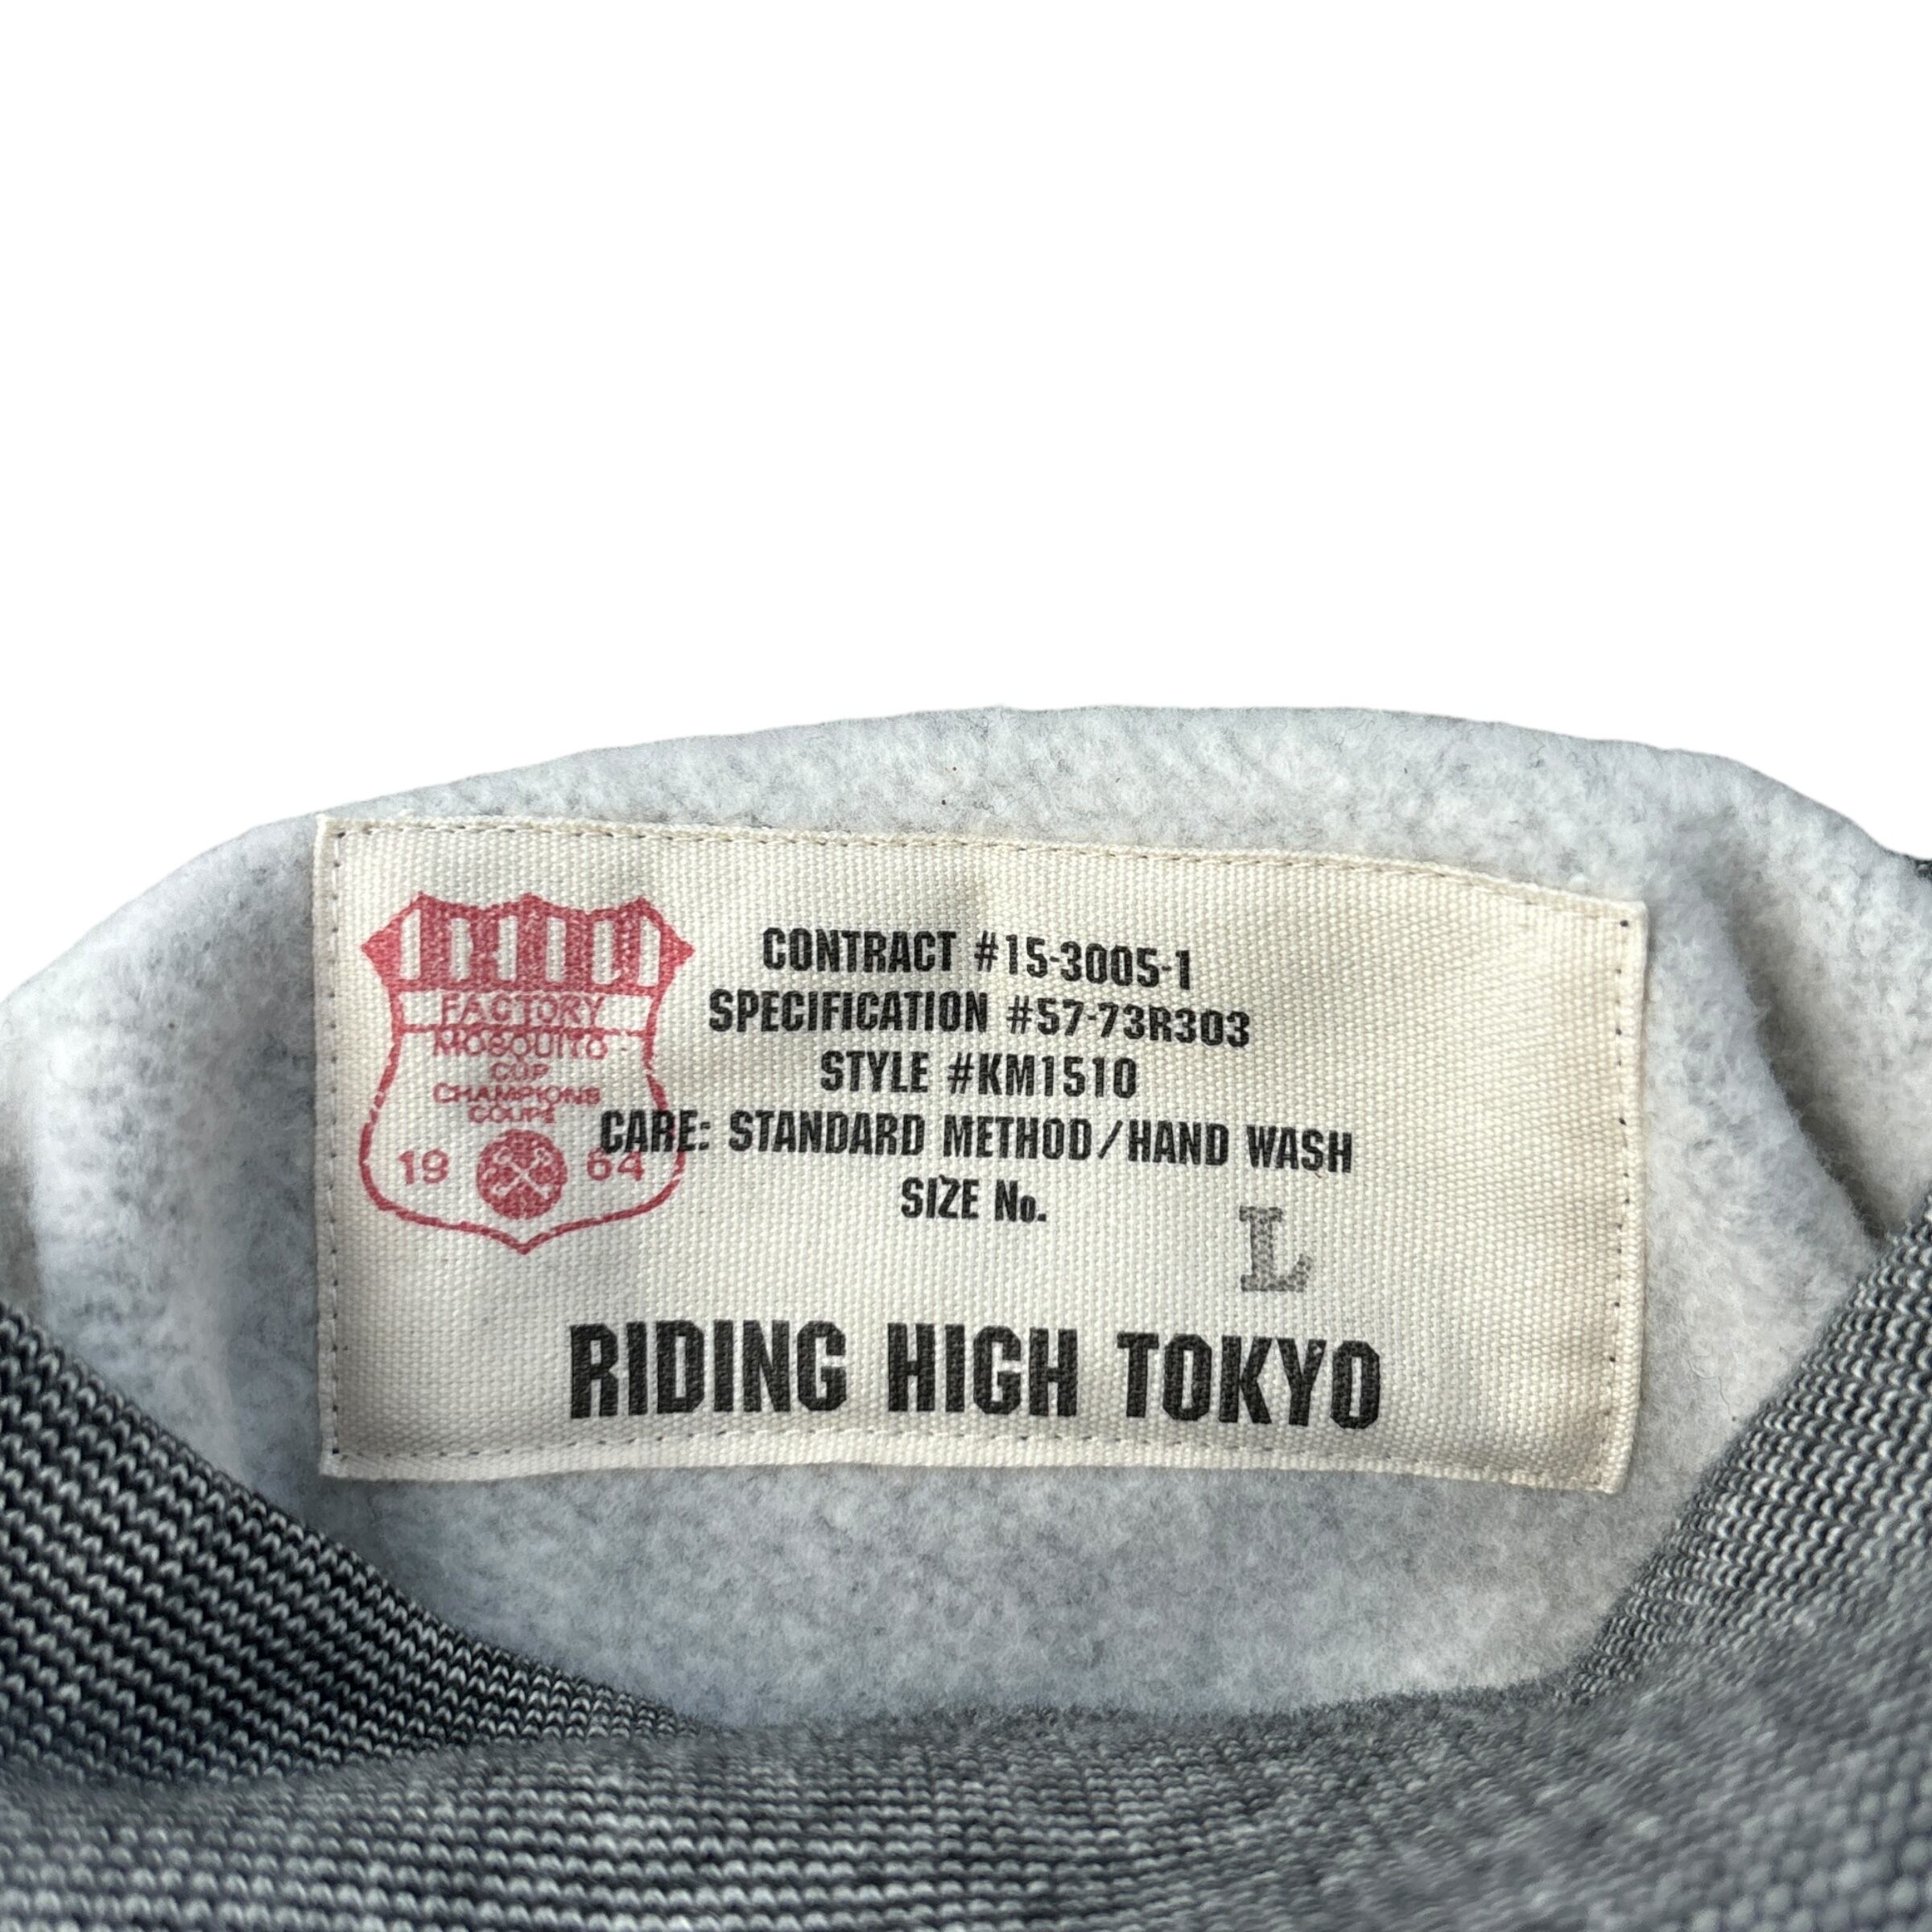 FACTORY
MOSQUITO
CUP
CHAMPIONS
COUPE
19 64
CONTRACT #15-3005-1
SPECIFICATION #57-73R303
STYLE #KM1510
CARE: STANDARD METHOD/HAND WASH
SIZE No.
L
RIDING HIGH TOKYO